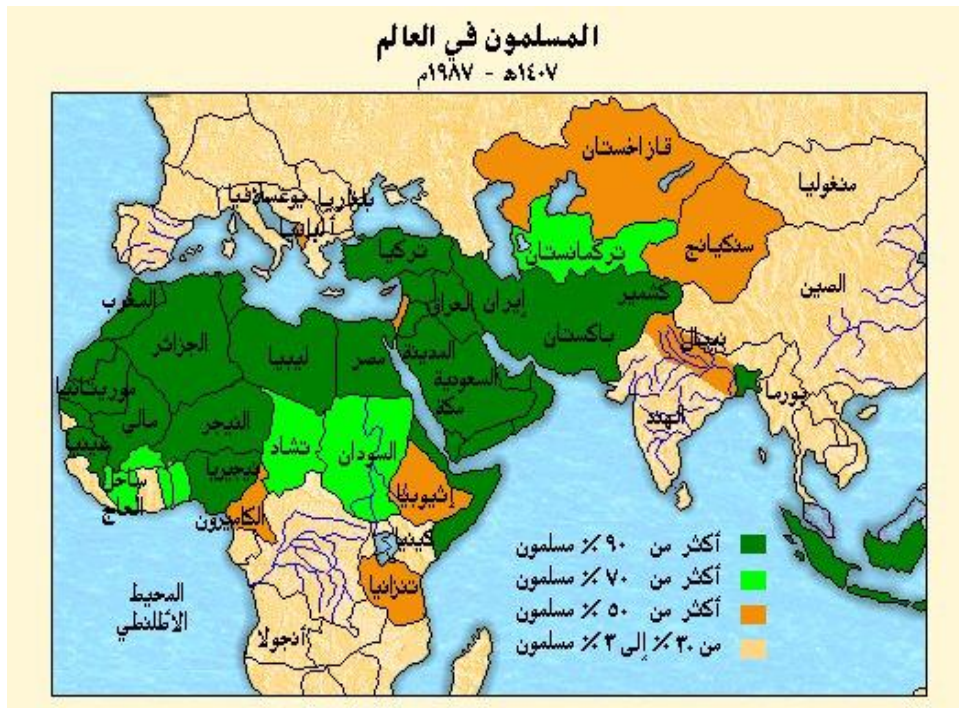 المسلمون في العالم
١٤٠٧هـ - ١٩٨٧م
قازاخستان
منغوليا
يوغسلافيا
بلغاريا
ألبانيا
تركيا
تركمانستان
سنكيانج
الصين
المغرب
الجزائر
ليبيا
مصر
العراق
إيران
كشمير
باكستان
نيبال
المدينة
السعودية
مكة
الهند
بورما
موريتانيا
مالي
النيجر
تشاد
السودان
غينيا
نيجيريا
ساحل
العاج
الكاميرون
إثيوبيا
كينيا
تنزانيا
أنجولا
المحيط
الأطلنطي
أكثر من ٩٠ ٪ مسلمون
أكثر من ٧٠ ٪ مسلمون
أكثر من ٥٠ ٪ مسلمون
من ٣٠ ٪ إلى ٣ ٪ مسلمون